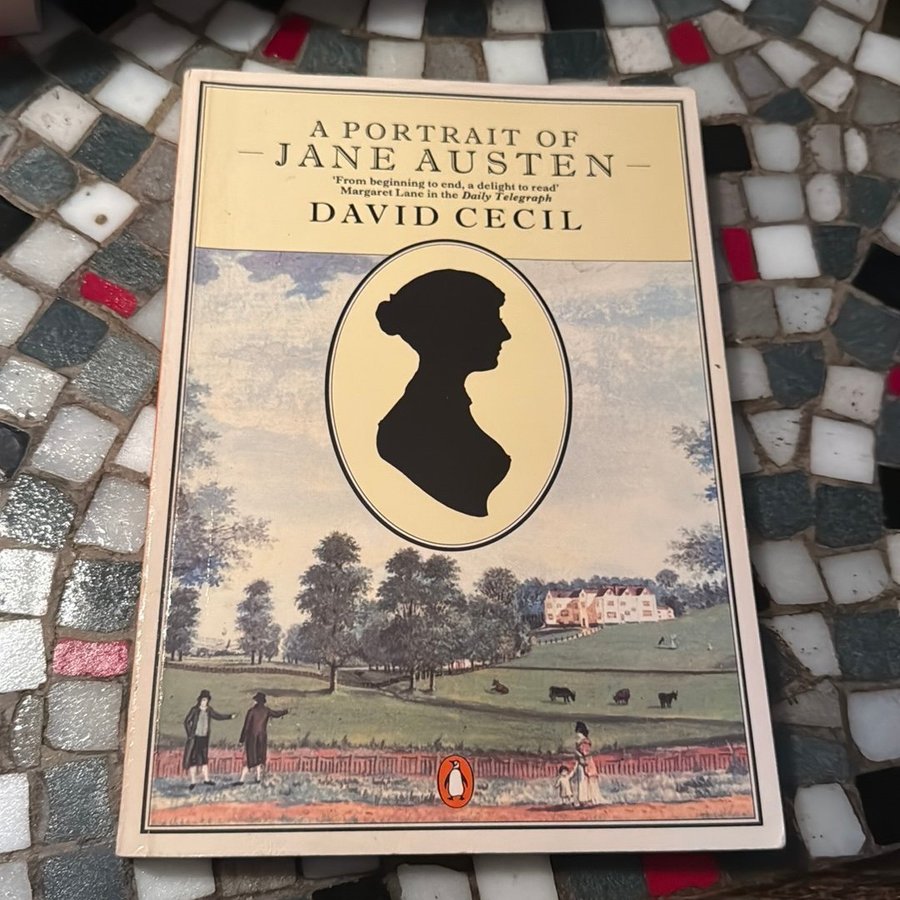 A PORTRAIT OF
– JANE AUSTEN –
'From beginning to end, a delight to read'
Margaret Lane in the Daily Telegraph
DAVID CECIL